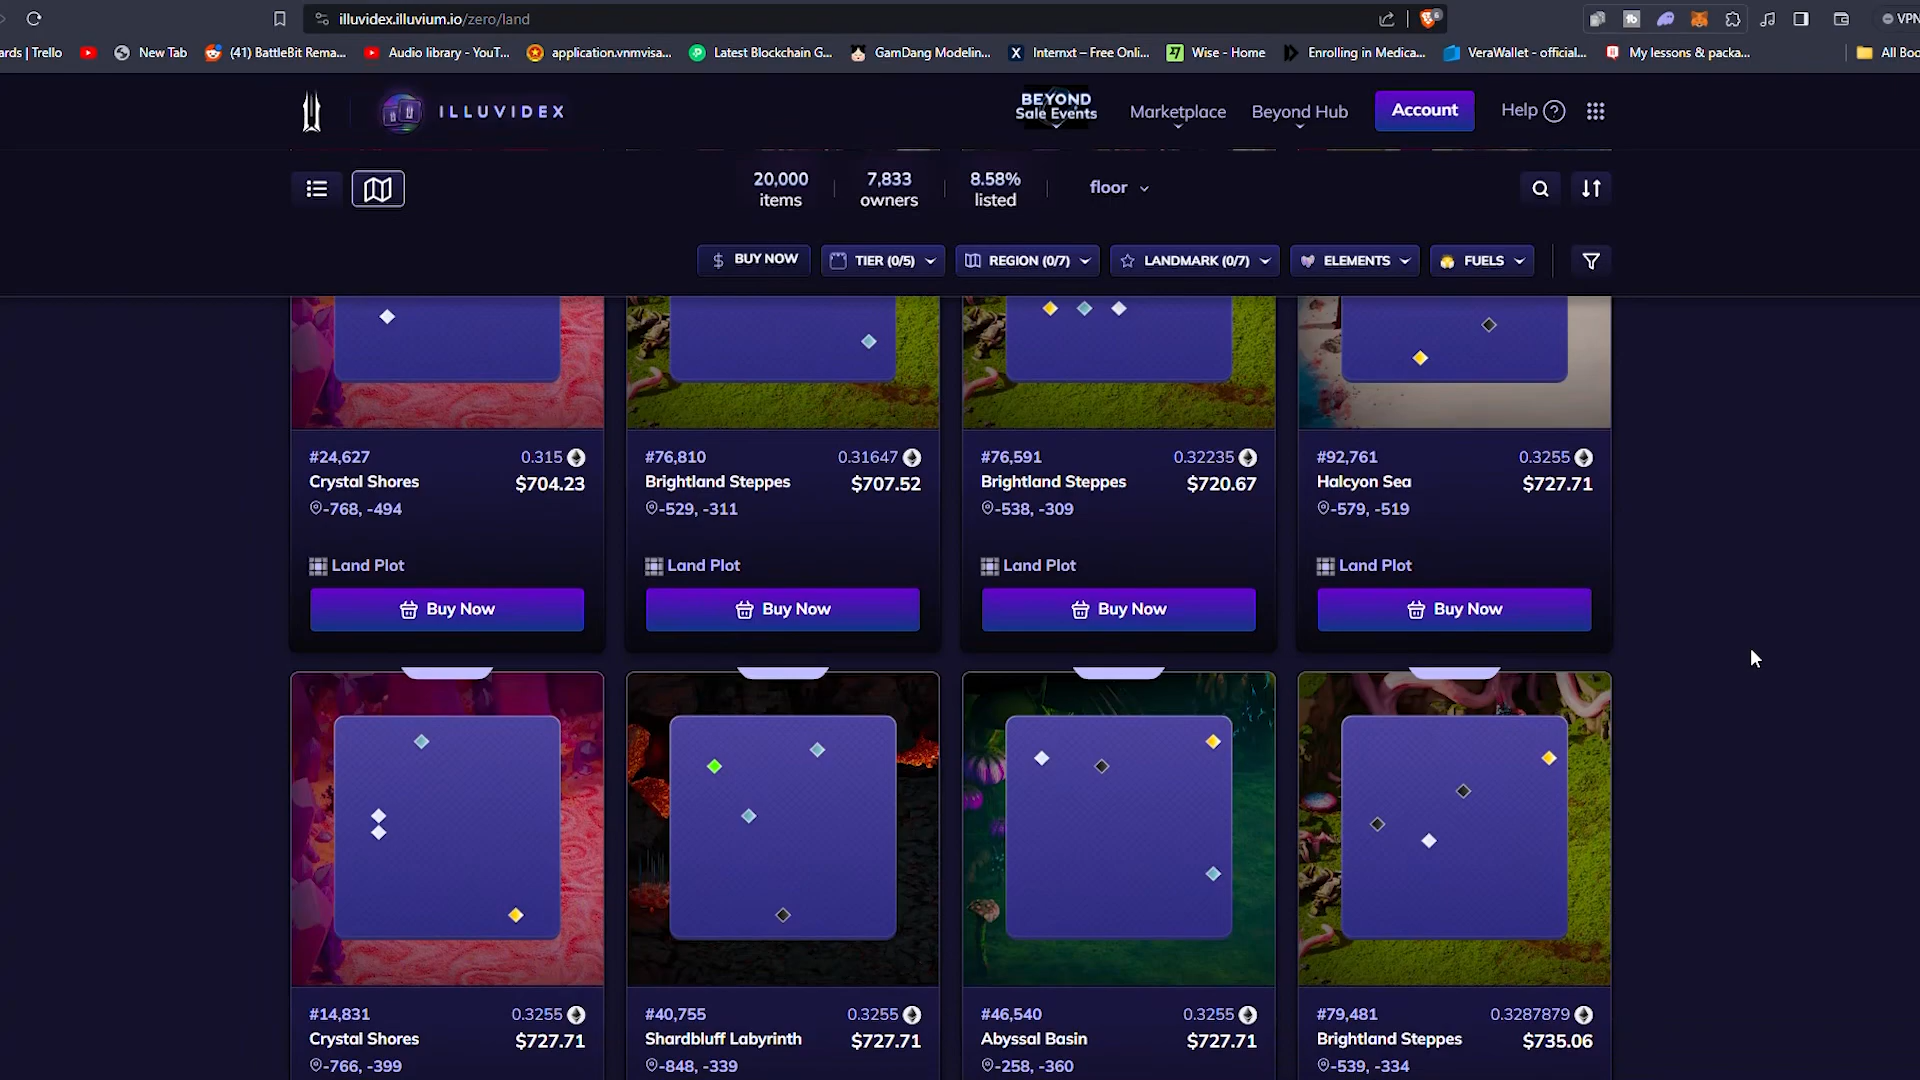 illuvidex.illuvium.io/zero/land
6
VPN
ards | Trello
New Tab
(41) BattleBit Rema...
Audio library - YouT...
application.vnmvisa...
Latest Blockchain G...
GamDang Modelin...
Internxt – Free Onli...
Wise - Home
Enrolling in Medica...
VeraWallet - official...
My lessons & packa...
All Boo
ILLUVIDEX
BEYOND
Sale Events
Marketplace
Beyond Hub
Account
Help ?
20,000
items
7,833
owners
8.58%
listed
floor
$ BUY NOW
TIER (0/5)
REGION (0/7)
LANDMARK (0/7)
ELEMENTS
FUELS
#24,627 0.315
Crystal Shores $704.23
-768, -494
Land Plot
Buy Now
#76,810 0.31647
Brightland Steppes $707.52
-529, -311
Land Plot
Buy Now
#76,591 0.32235
Brightland Steppes $720.67
-538, -309
Land Plot
Buy Now
#92,761 0.3255
Halcyon Sea $727.71
-579, -519
Land Plot
Buy Now
#14,831 0.3255
Crystal Shores $727.71
-766, -399
#40,755 0.3255
Shardbluff Labyrinth $727.71
-848, -339
#46,540 0.3255
Abyssal Basin $727.71
-258, -360
#79,481 0.3287879
Brightland Steppes $735.06
-539, -334